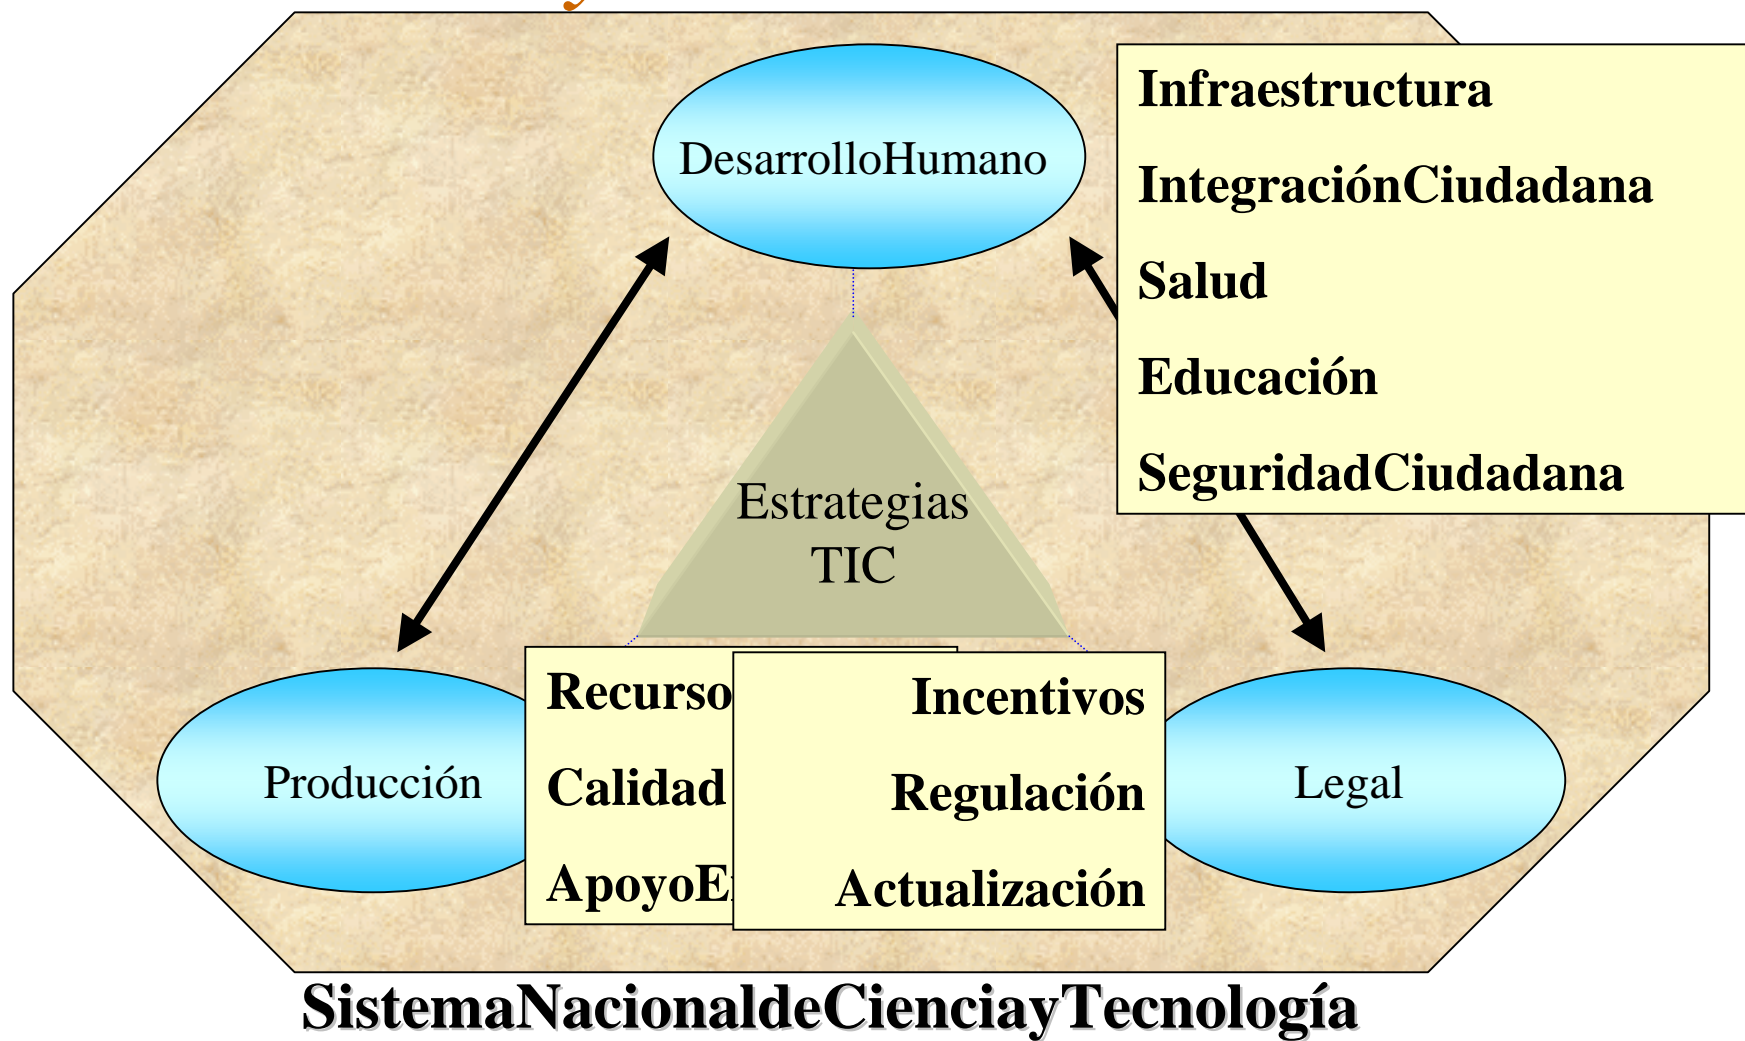 DesarrolloHumano
Infraestructura
IntegraciónCiudadana
Salud
Educación
SeguridadCiudadana
Estrategias
TIC
Producción
Recurso
Calidad
Incentivos
Regulación
Actualización
Legal
SistemaNacionaldeCienciayTecnología